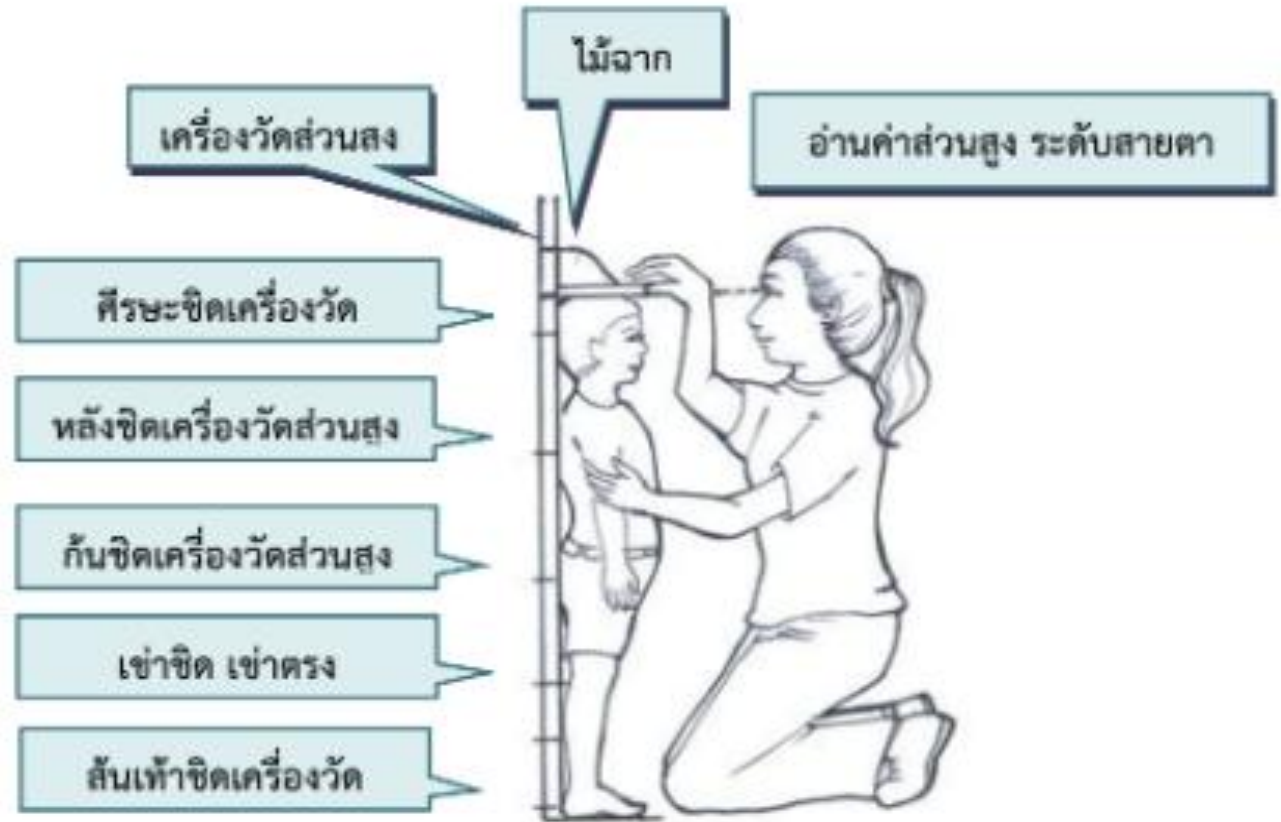 ไม้ฉาก
เครื่องวัดส่วนสง
อ่านค่าส่วนสูง ระดับสายตา
ศีรษะชิดเครื่องวัด
หลังชิดเครื่องวัดส่วนสูง
ก้นชิดเครื่องวัดส่วนสูง
เข่าชิด เข่าตรง
ส้นเท้าชิดเครื่องวัด